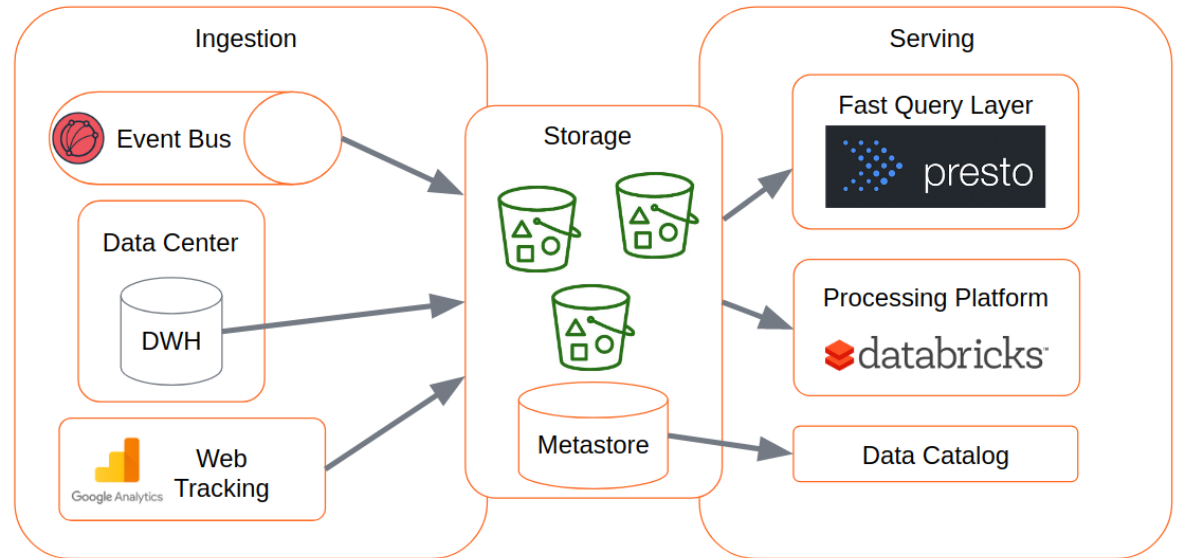 Ingestion
Event Bus
Data Center
DWH
Google Analytics
Web
Tracking
Storage
Metastore
Serving
Fast Query Layer
presto
Processing Platform
databricks™
Data Catalog